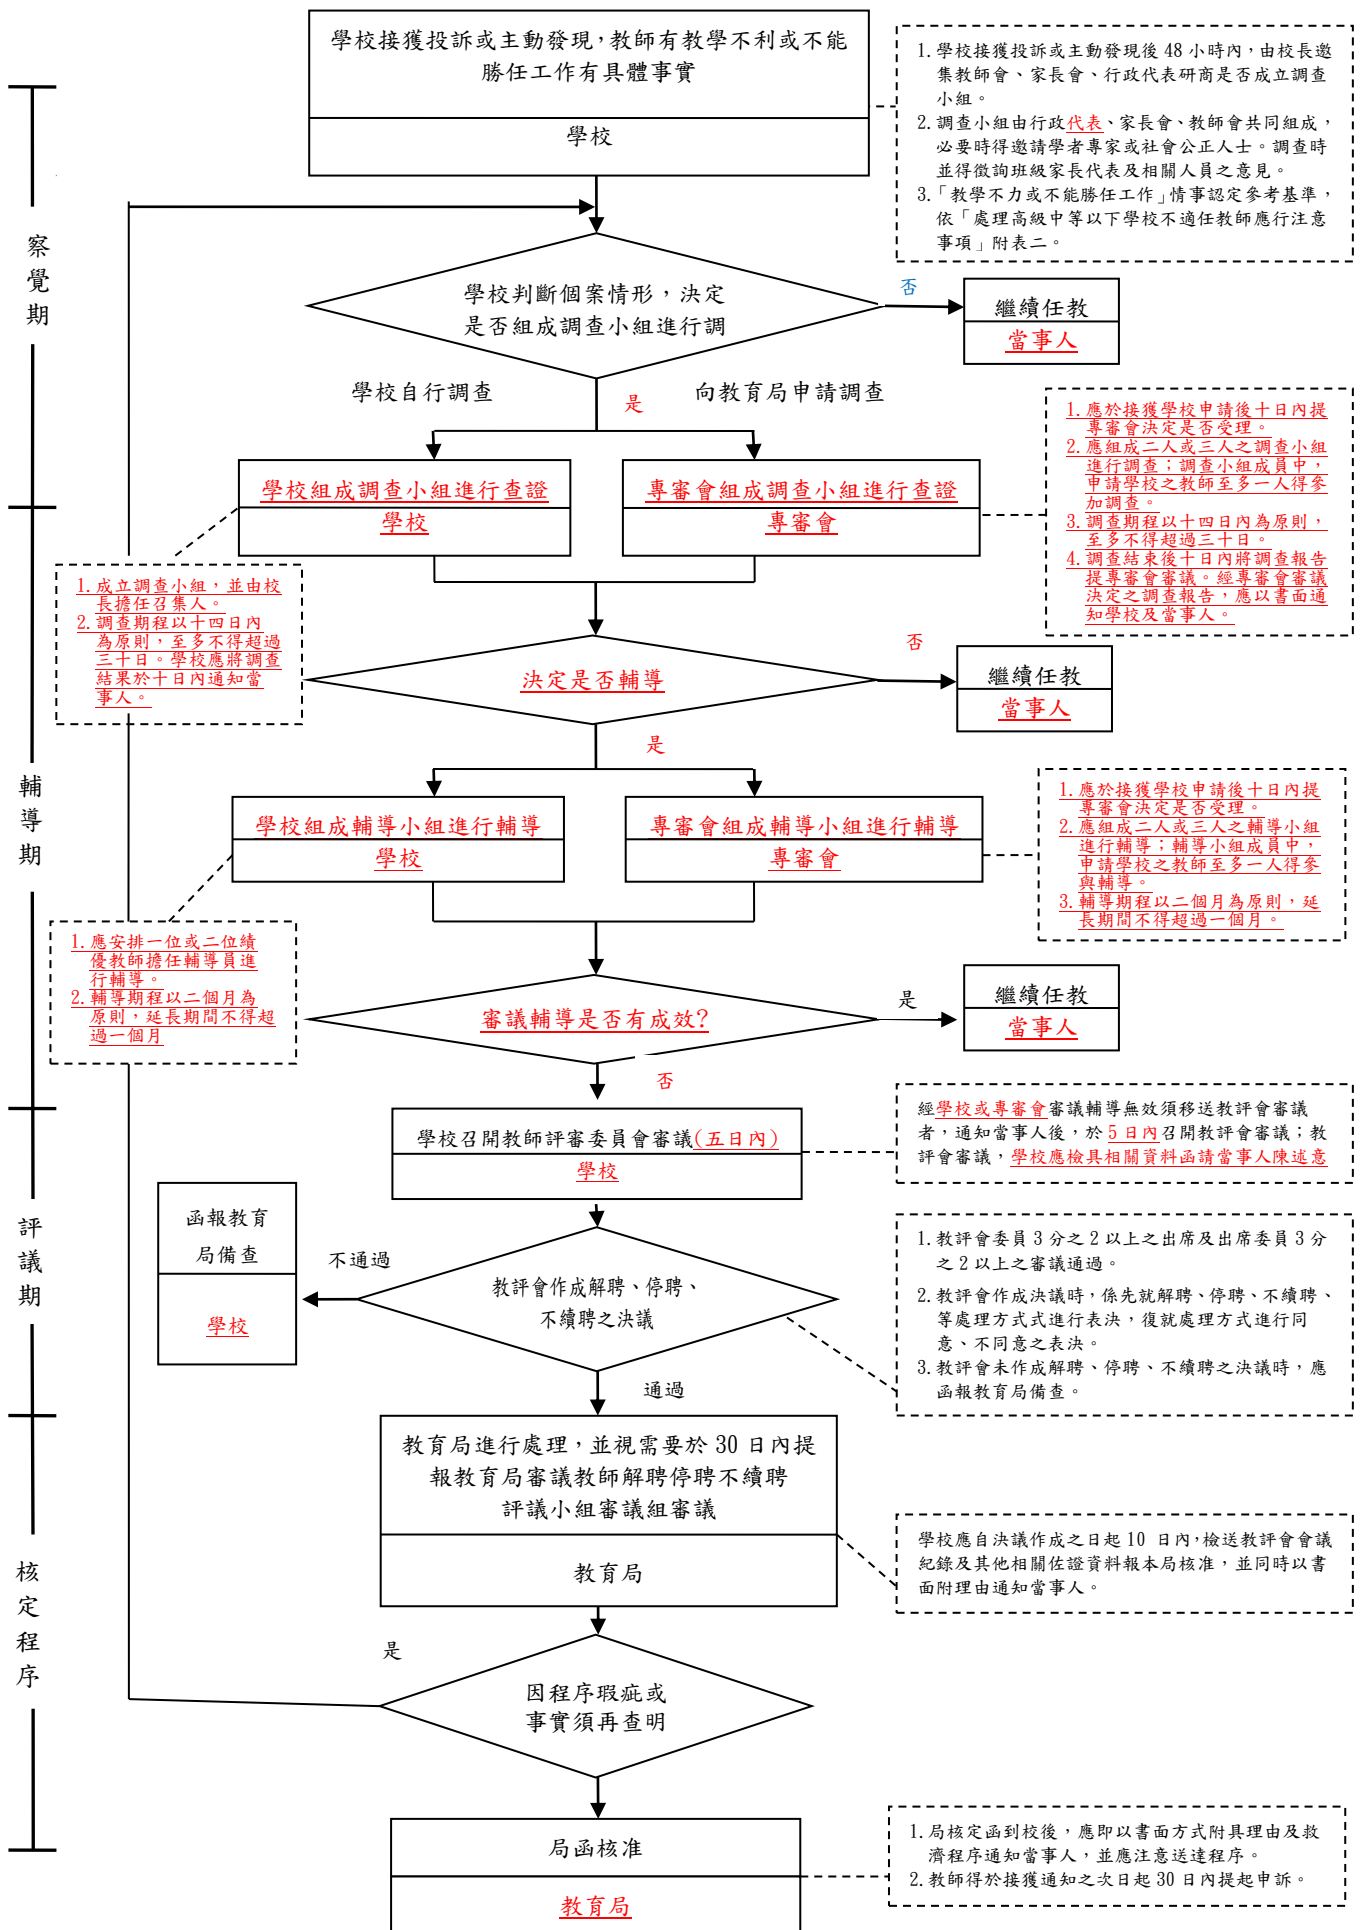 學校接獲投訴或主動發現，教師有教學不利或不能
勝任工作有具體事實
學校
1. 學校接獲投訴或主動發現後 48 小時內，由校長邀
集教師會、家長會、行政代表研商是否成立調查
小組。
2. 調查小組由行政代表、家長會、教師會共同組成，
必要時得邀請學者專家或社會公正人士。調查時
並得徵詢班級家長代表及相關人員之意見。
3.「教學不力或不能勝任工作」情事認定參考基準，
依「處理高級中等以下學校不適任教師應行注意
事項」附表二。
察
覺
期
學校判斷個案情形，決定
是否組成調查小組進行調
否
繼續任教
當事人
學校自行調查
是
向教育局申請調查
學校組成調查小組進行查證
學校
專審會組成調查小組進行查證
專審會
1. 應於接獲學校申請後十日內提
專審會決定是否受理。
2. 應組成二人或三人之調查小組
進行調查；調查小組成員中，
申請學校之教師至多一人得參
加調查。
3. 調查期程以十四日內為原則，
至多不得超過三十日。
4. 調查結束後十日內將調查報告
提專審會審議。經專審會審議
決定之調查報告，應以書面通
知學校及當事人。
1. 成立調查小組，並由校
長擔任召集人。
2. 調查期程以十四日內
為原則，至多不得超過
三十日。學校應將調查
結果於十日內通知當
事人。
決定是否輔導
否
繼續任教
當事人
是
輔
導
期
學校組成輔導小組進行輔導
學校
專審會組成輔導小組進行輔導
專審會
1. 應於接獲學校申請後十日內提
專審會決定是否受理。
2. 應組成二人或三人之輔導小組
進行輔導；輔導小組成員中，
申請學校之教師至多一人得參
與輔導。
3. 輔導期程以二個月為原則，延
長期間不得超過一個月。
1. 應安排一位或二位績
優教師擔任輔導員進
行輔導。
2. 輔導期程以二個月為
原則，延長期間不得超
過一個月
審議輔導是否有成效?
是
繼續任教
當事人
否
學校召開教師評審委員會審議(五日內)
學校
經學校或專審會審議輔導無效須移送教評會審議
者，通知當事人後，於 5 日內召開教評會審議；教
評會審議，學校應檢具相關資料函請當事人陳述意
評
議
期
函報教育
局備查
學校
不通過
教評會作成解聘、停聘、
不續聘之決議
1. 教評會委員 3 分之 2 以上之出席及出席委員 3 分
之 2 以上之審議通過。
2. 教評會作成決議時，係先就解聘、停聘、不續聘、
等處理方式式進行表決，復就處理方式進行同
意、不同意之表決。
3. 教評會未作成解聘、停聘、不續聘之決議時，應
函報教育局備查。
通過
教育局進行處理，並視需要於 30 日內提
報教育局審議教師解聘停聘不續聘
評議小組審議組審議
教育局
學校應自決議作成之日起 10 日內，檢送教評會會議
紀錄及其他相關佐證資料報本局核准，並同時以書
面附理由通知當事人。
核
定
程
序
是
因程序瑕疵或
事實須再查明
局函核准
教育局
1. 局核定函到校後，應即以書面方式附具理由及救
濟程序通知當事人，並應注意送達程序。
2. 教師得於接獲通知之次日起 30 日內提起申訴。